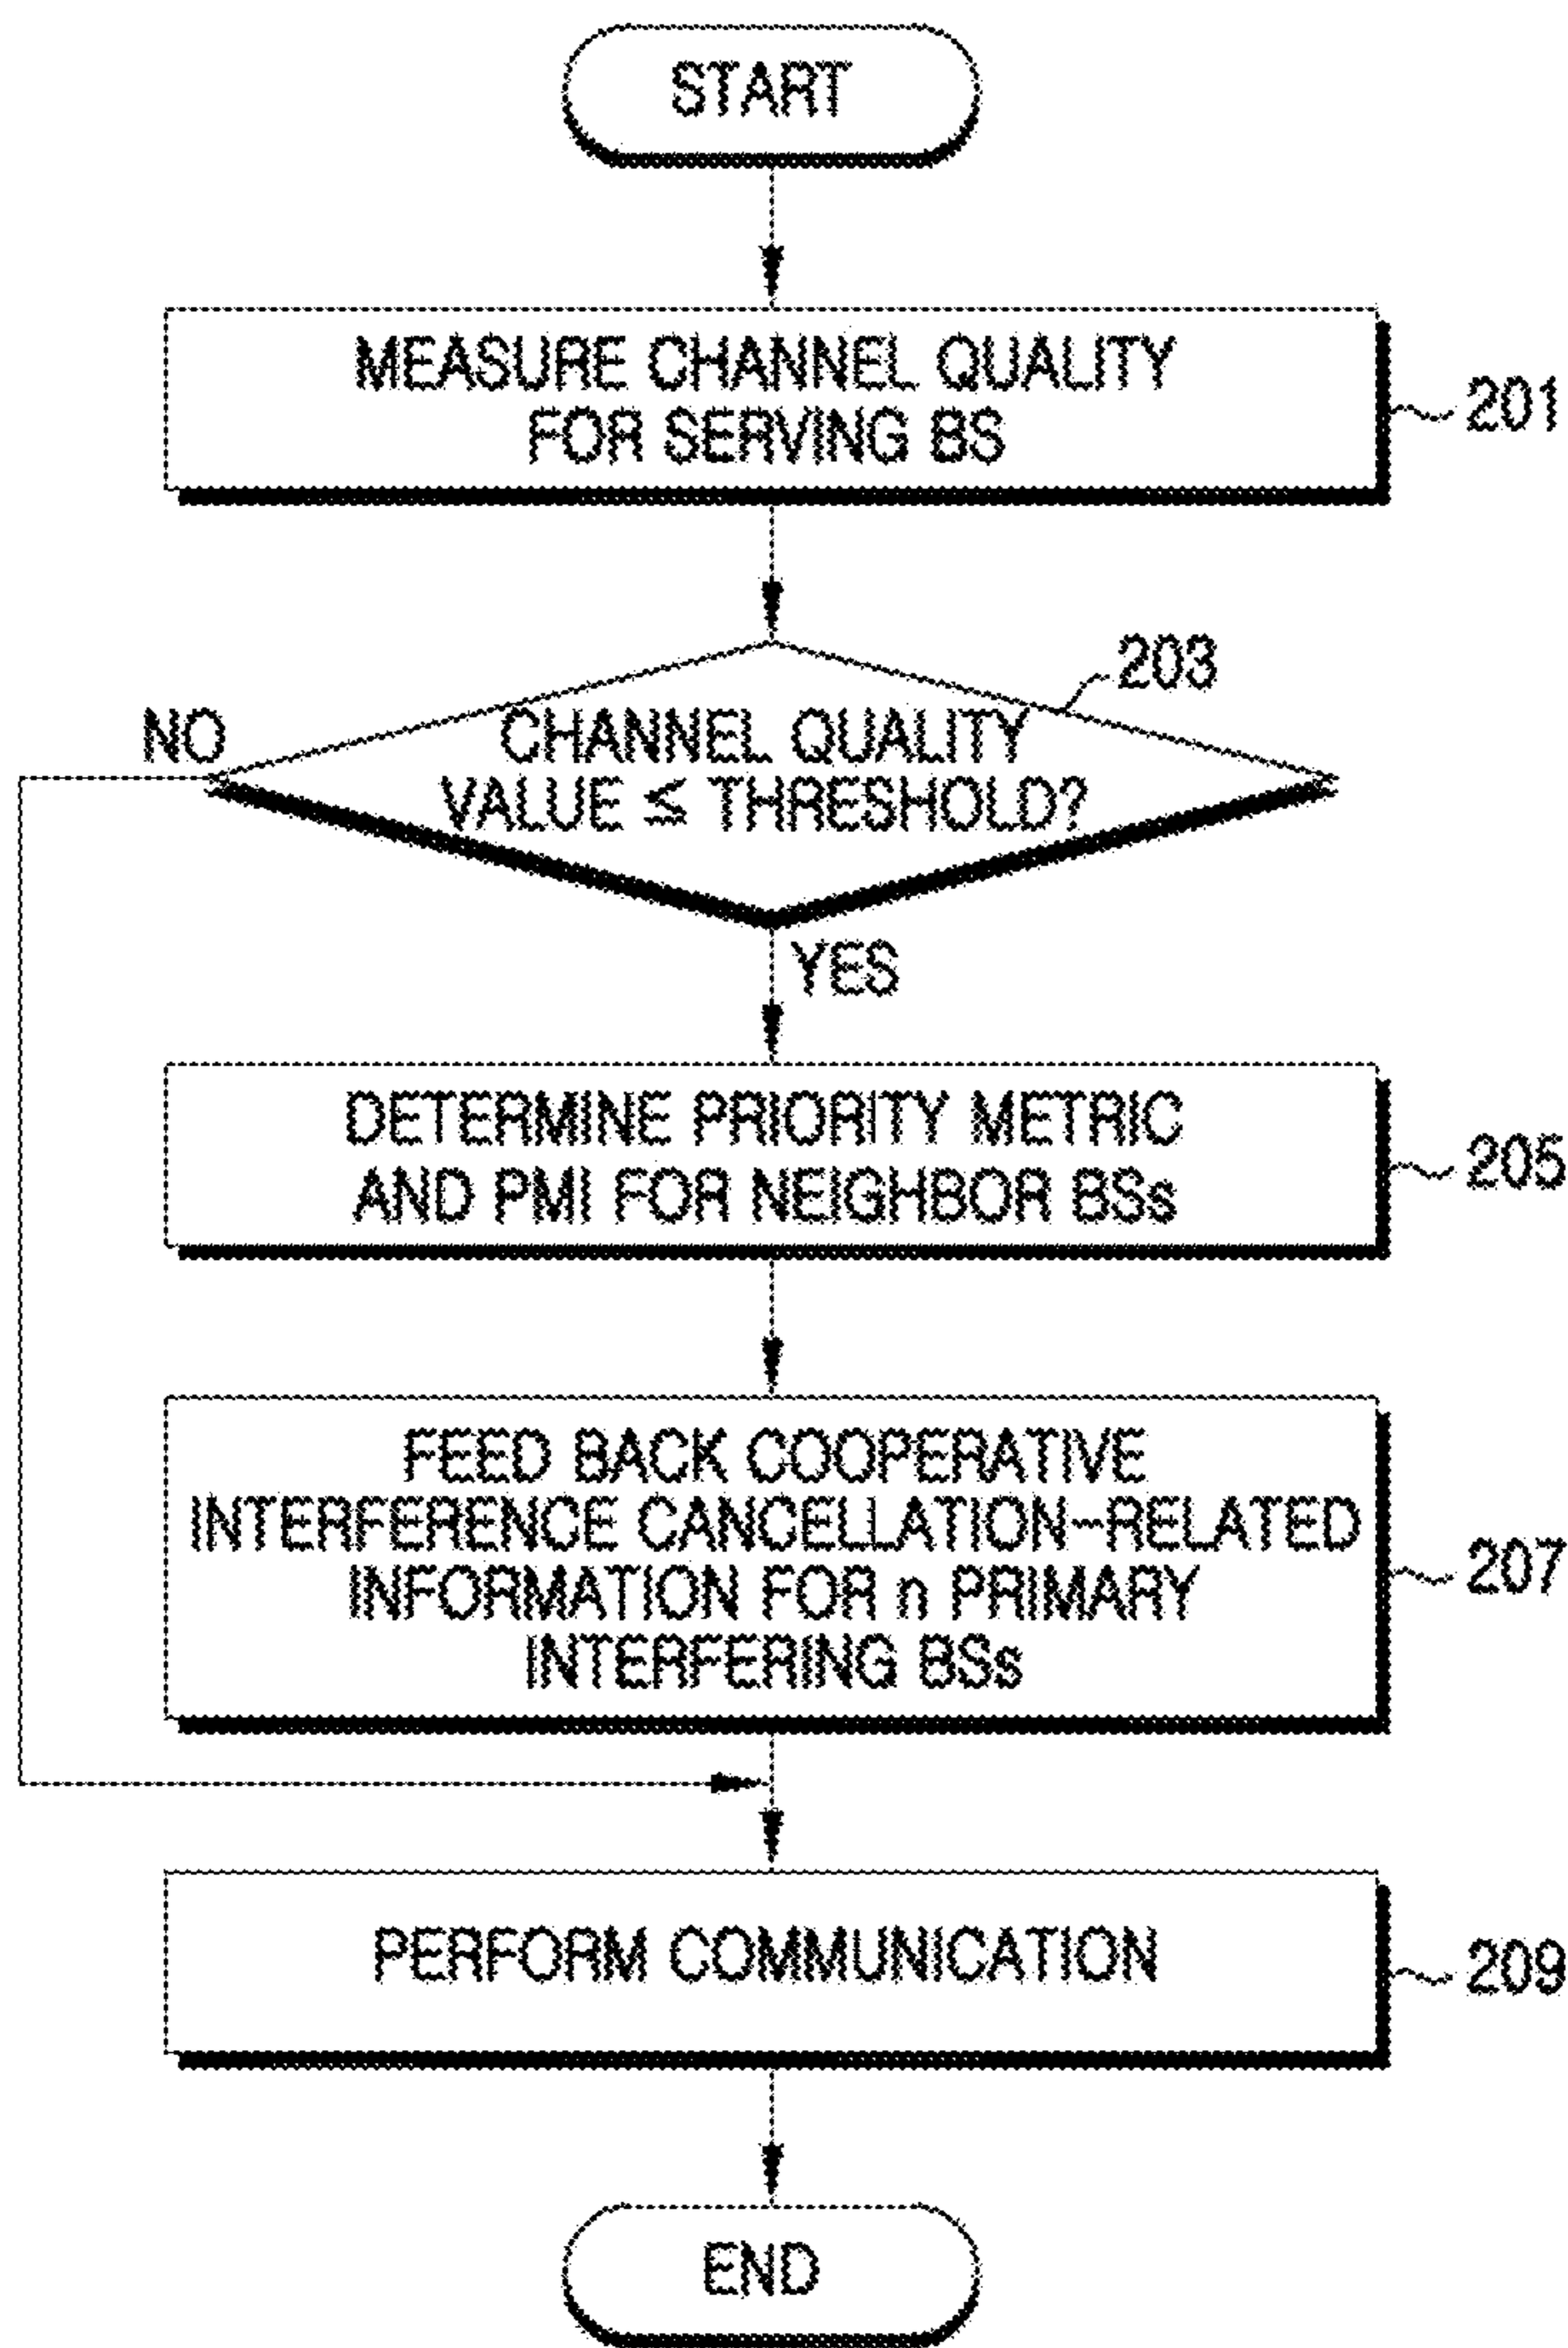 START
MEASURE CHANNEL QUALITY
FOR SERVING BS
201
203
NO
CHANNEL QUALITY
VALUE ≤ THRESHOLD?
YES
DETERMINE PRIORITY METRIC
AND PMI FOR NEIGHBOR BSs
205
FEED BACK COOPERATIVE
INTERFERENCE CANCELLATION-RELATED
INFORMATION FOR n PRIMARY
INTERFERING BSs
207
PERFORM COMMUNICATION
209
END